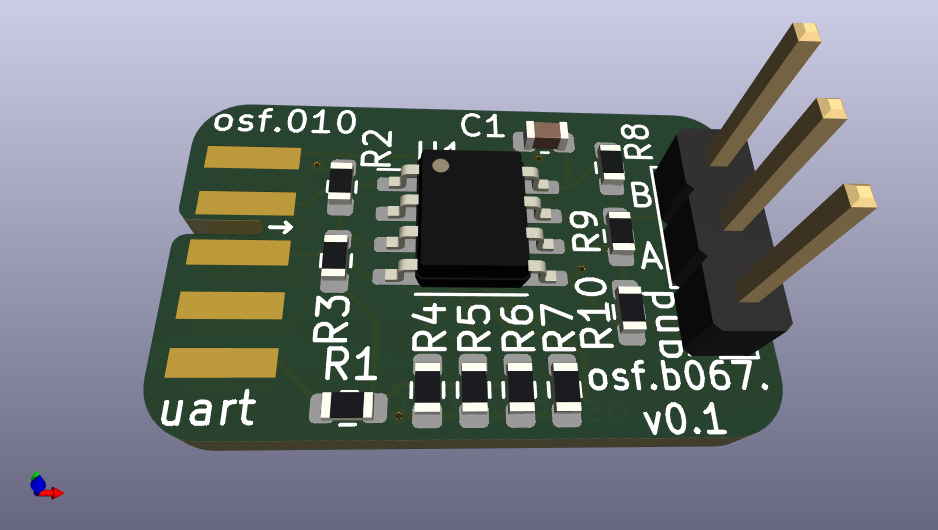 osf.010
C1
R2
U1
R8
B
R9
A
→
R3
R4
R5
R6
R7
R10
gnd
R1
osf.b067.
v0.1
uart